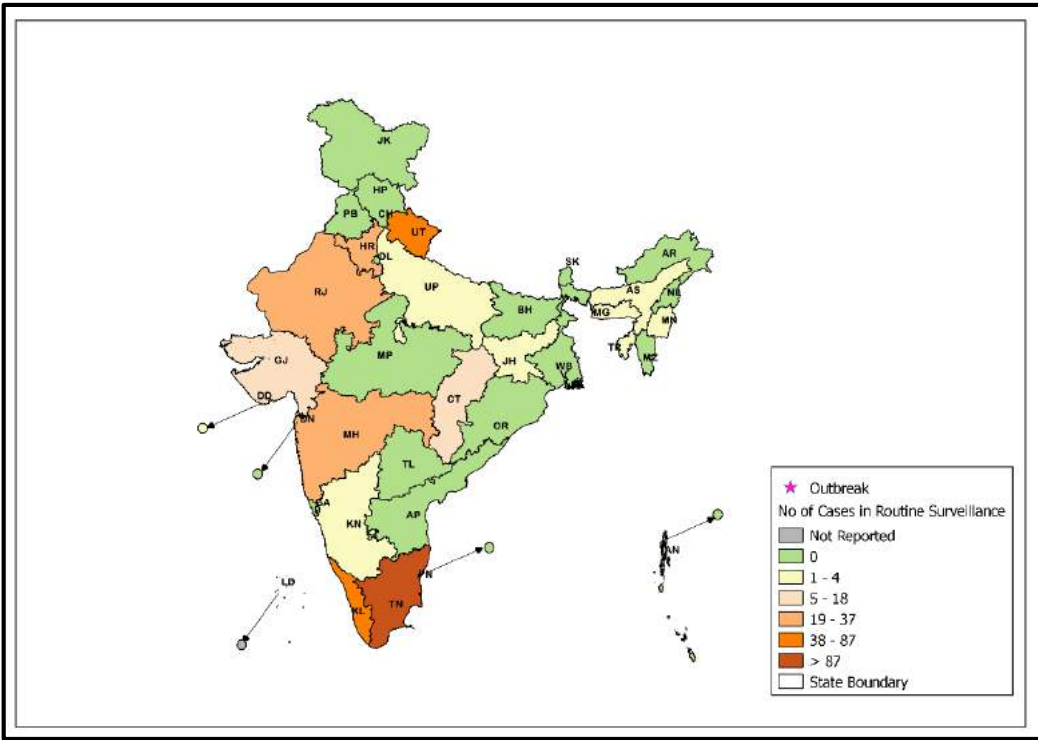 JK
HP
PB
CH
UT
HR
DL
SK
AR
RJ
UP
AS
NL
BH
MG
MN
TR
MZ
GJ
MP
JH
WB
DD
CT
DN
OR
MH
TL
GA
KN
AP
AN
PN
LD
KL
TN
Outbreak
No of Cases in Routine Surveillance
Not Reported
0
1 - 4
5 - 18
19 - 37
38 - 87
> 87
State Boundary